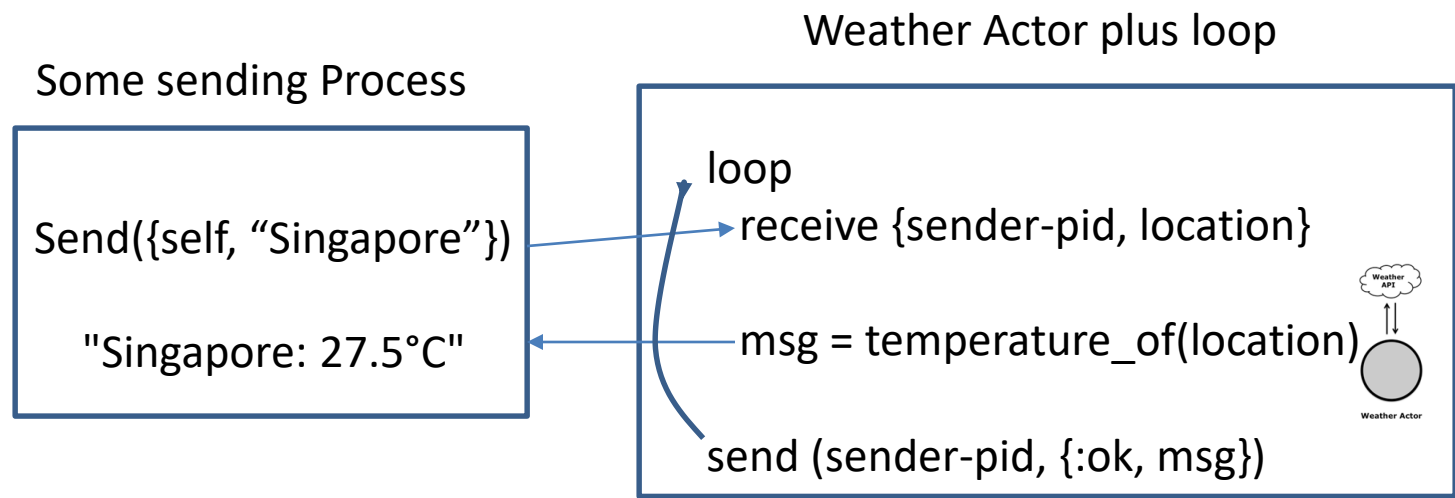 Weather Actor plus loop
Some sending Process
Send({self, “Singapore”})
"Singapore: 27.5°C"
loop
receive {sender-pid, location}
msg = temperature_of(location)
send (sender-pid, {:ok, msg})
Weather
API
Weather Actor